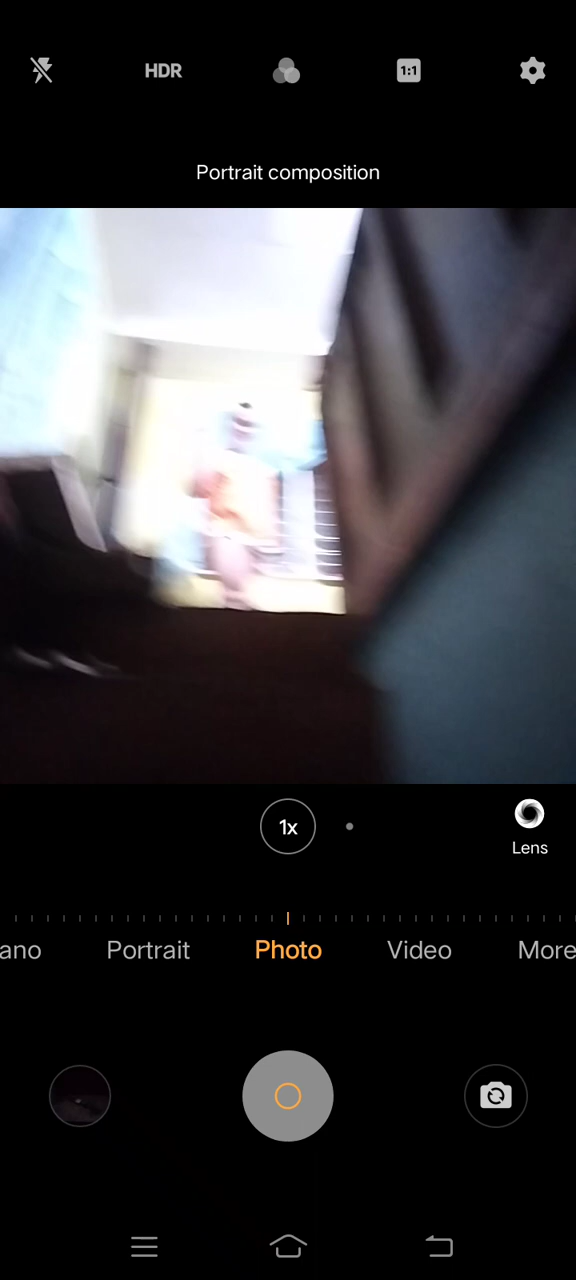 HDR
1:1
Portrait composition
1x
Lens
ano Portrait Photo Video More